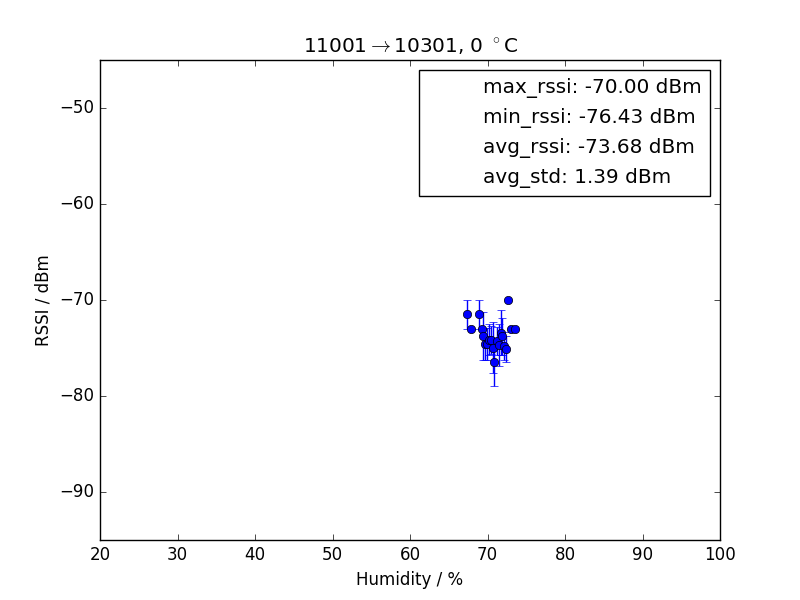 11001→10301, 0 °C
max_rssi: -70.00 dBm
min_rssi: -76.43 dBm
avg_rssi: -73.68 dBm
avg_std: 1.39 dBm
RSSI / dBm
−50
−60
−70
−80
−90
20 30 40 50 60 70 80 90 100
Humidity / %